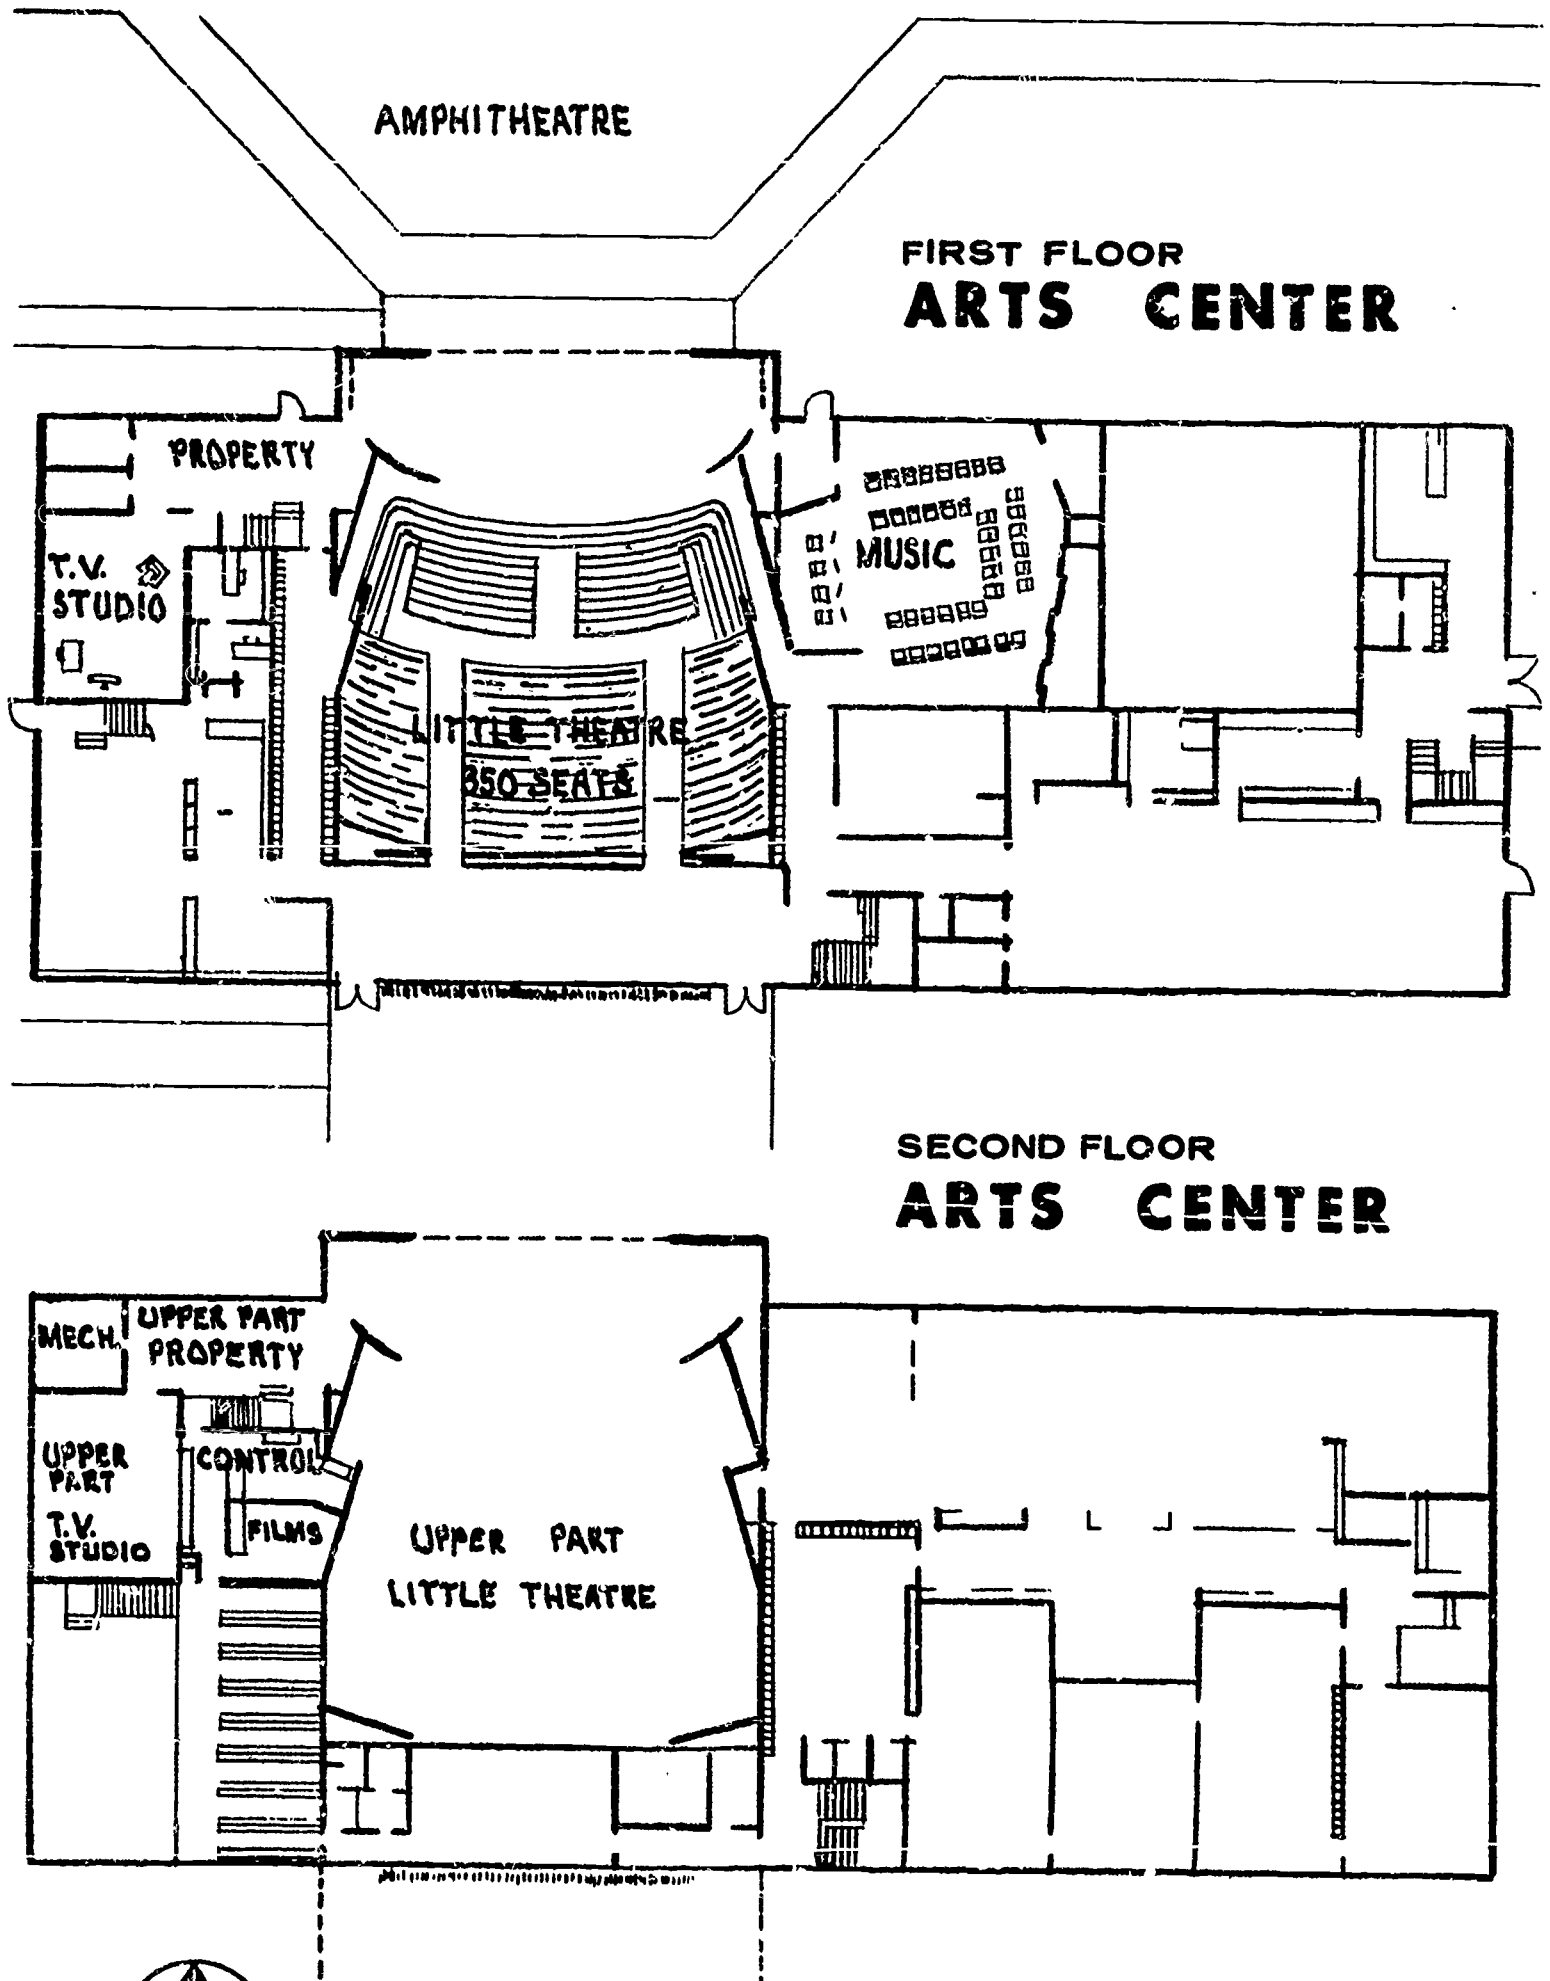 AMPHITHEATRE
FIRST FLOOR
ARTS CENTER
PROPERTY
T.V.
STUDIO
MUSIC
LITTLE THEATRE
350 SEATS
SECOND FLOOR
ARTS CENTER
MECH.
UPPER PART
PROPERTY
UPPER
PART
T.V.
STUDIO
CONTROL
FILMS
UPPER PART
LITTLE THEATRE